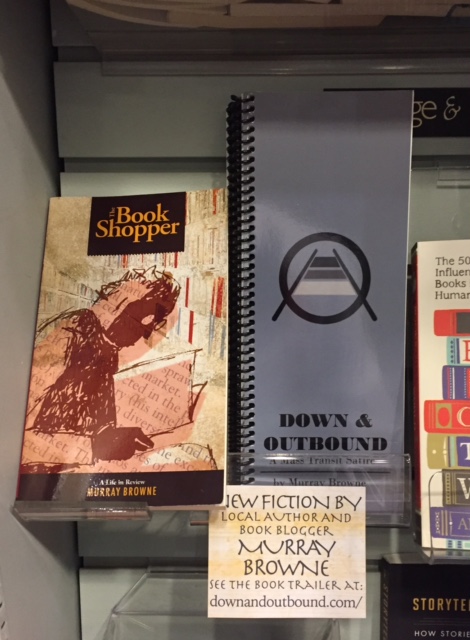 The Book
Shopper
A Life in Review
MURRAY BROWNE
DOWN &
OUTBOUND
A Mass Transit Satire
by Murray Browne
NEW FICTION BY
LOCAL AUTHOR AND
BOOK BLOGGER
MURRAY
BROWNE
SEE THE BOOK TRAILER AT:
downandoutbound.com/
ge &
The 50
Influen
Books
Human
STORYTE
HOW STORIE